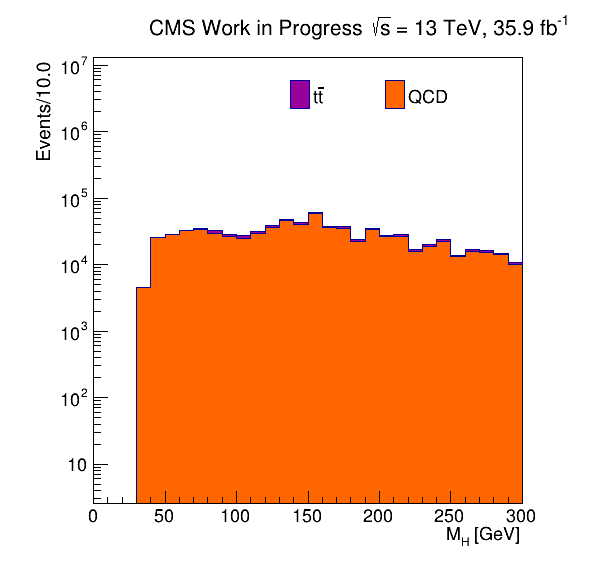 CMS Work in Progress √s = 13 TeV, 35.9 fb⁻¹
Events/10.0
tt̄
QCD
10⁷
10⁶
10⁵
10⁴
10³
10²
10
0 50 100 150 200 250 300
M_H [GeV]